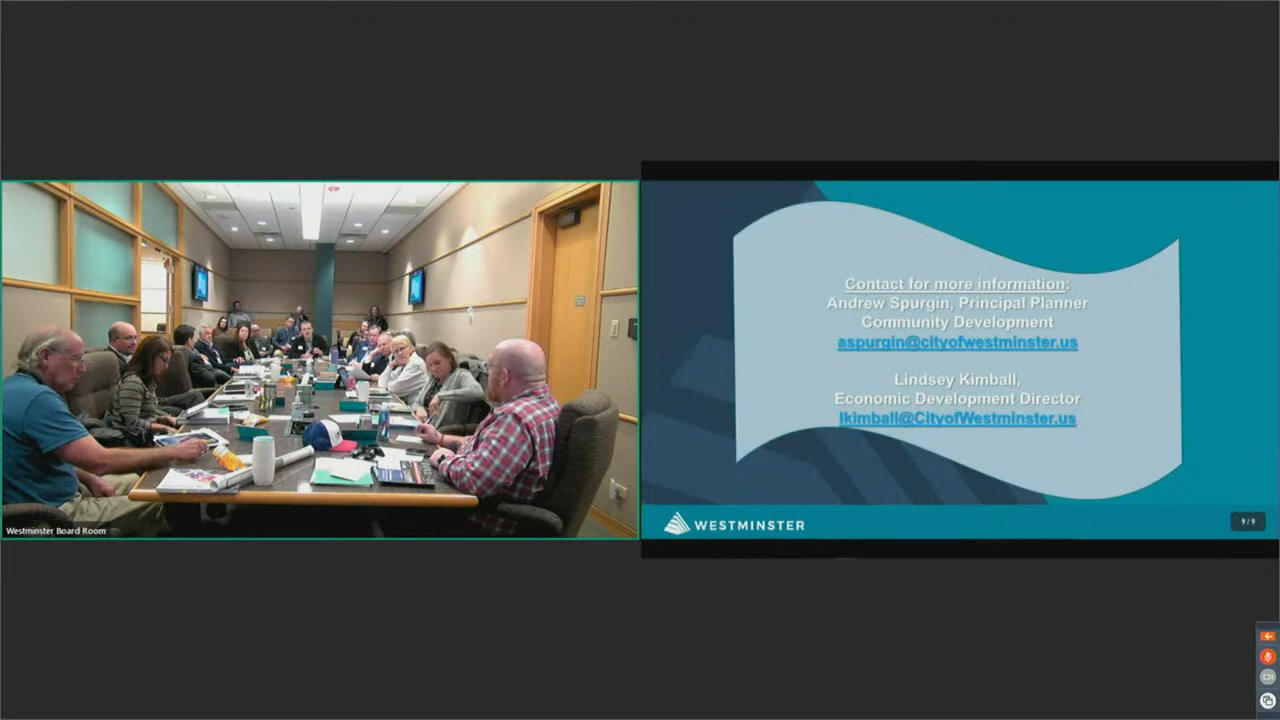 Westminster Board Room
Contact for more information:
Andrew Spurgin, Principal Planner
Community Development
aspurgin@cityofwestminster.us
Lindsey Kimball,
Economic Development Director
lkimball@CityofWestminster.us
WESTMINSTER
9/9